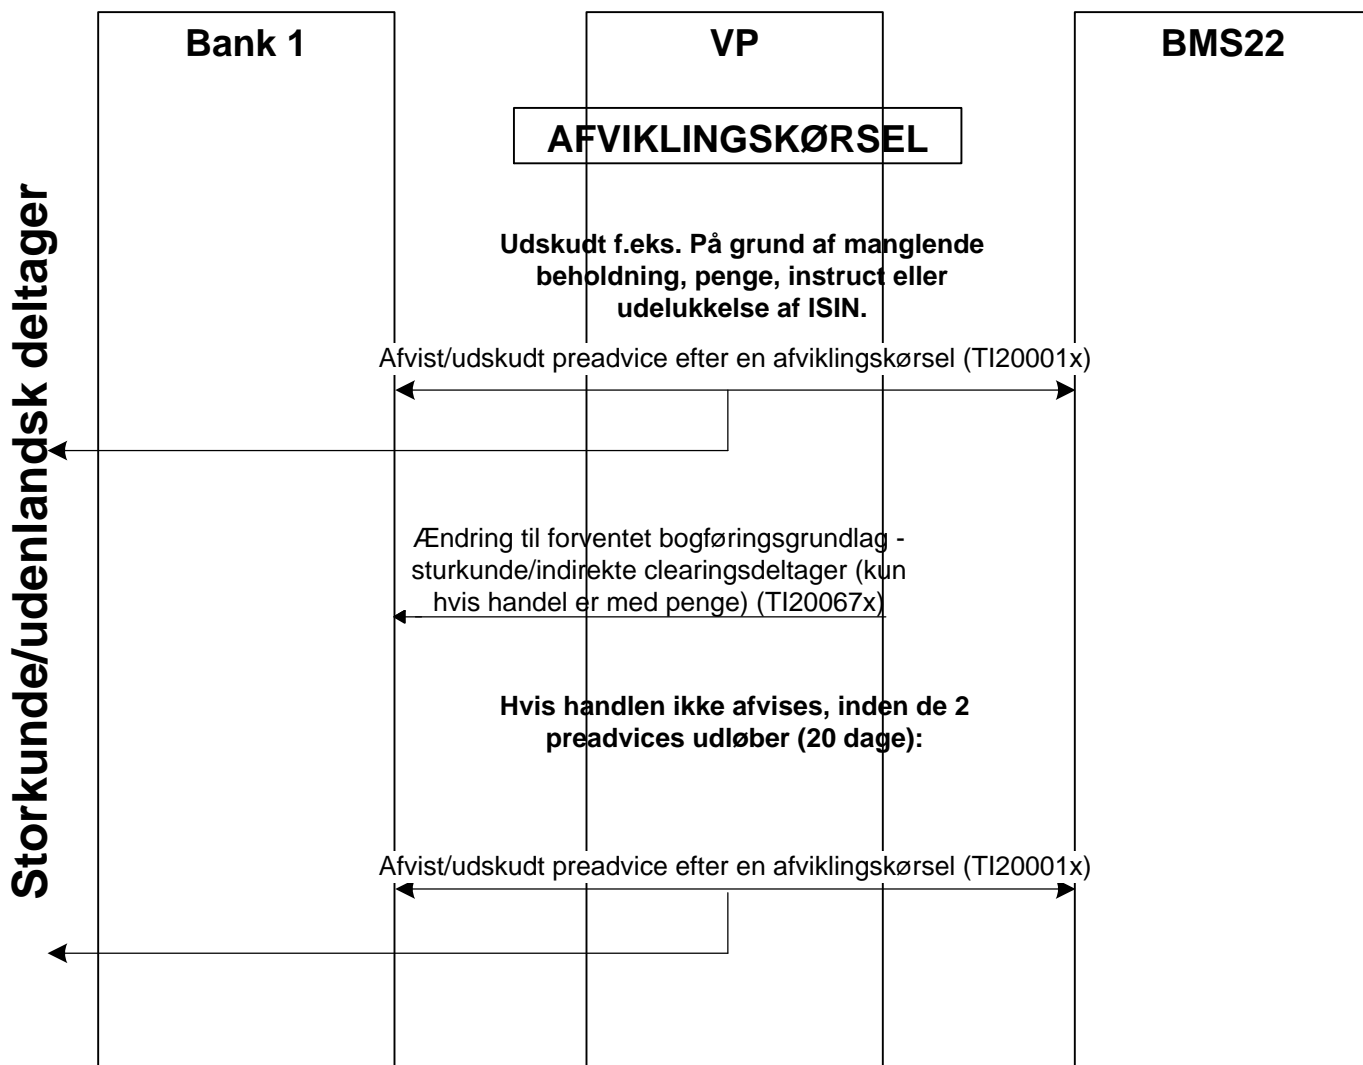 Bank 1
VP
BMS22
AFVIKLINGSKØRSEL
Storkunde/udenlandsk deltager
Udskudt f.eks. På grund af manglende
beholdning, penge, instruct eller
udelukkelse af ISIN.
Afvist/udskudt preadvice efter en afviklingskørsel (TI20001x)
Ændring til forventet bogføringsgrundlag -
sturkunde/indirekte clearingsdeltager (kun
hvis handel er med penge) (TI20067x)
Hvis handlen ikke afvises, inden de 2
preadvices udløber (20 dage):
Afvist/udskudt preadvice efter en afviklingskørsel (TI20001x)